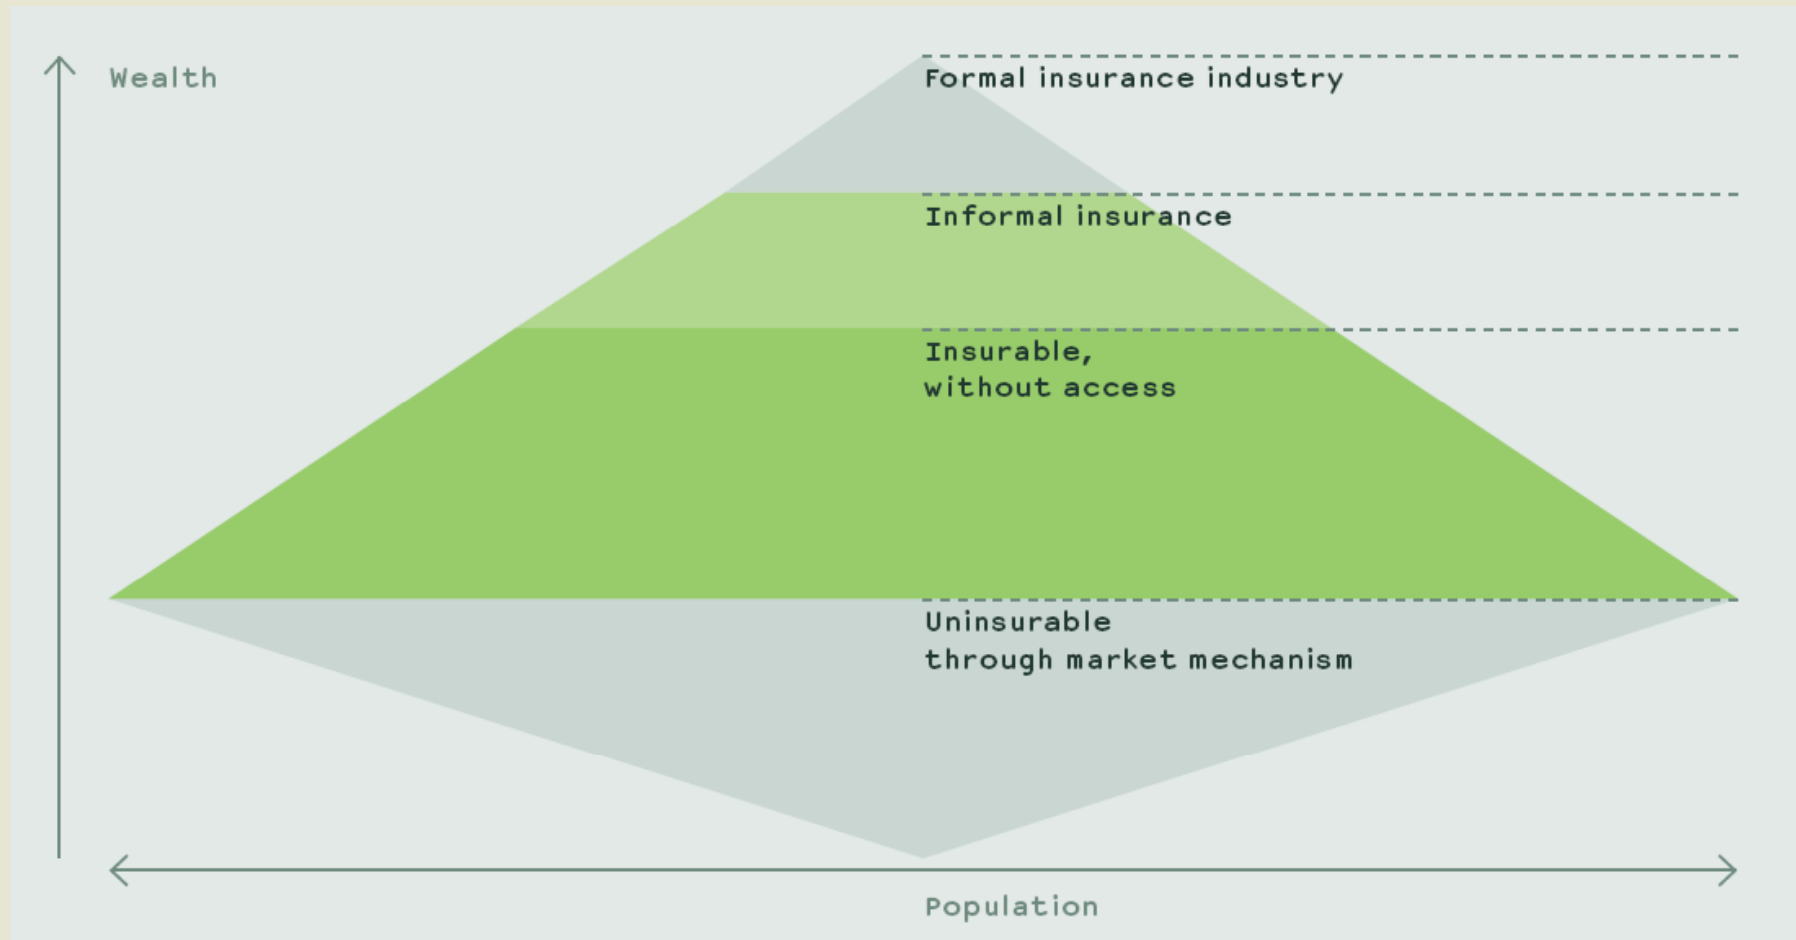 Wealth
Formal insurance industry
Informal insurance
Insurable,
without access
Uninsurable
through market mechanism
Population